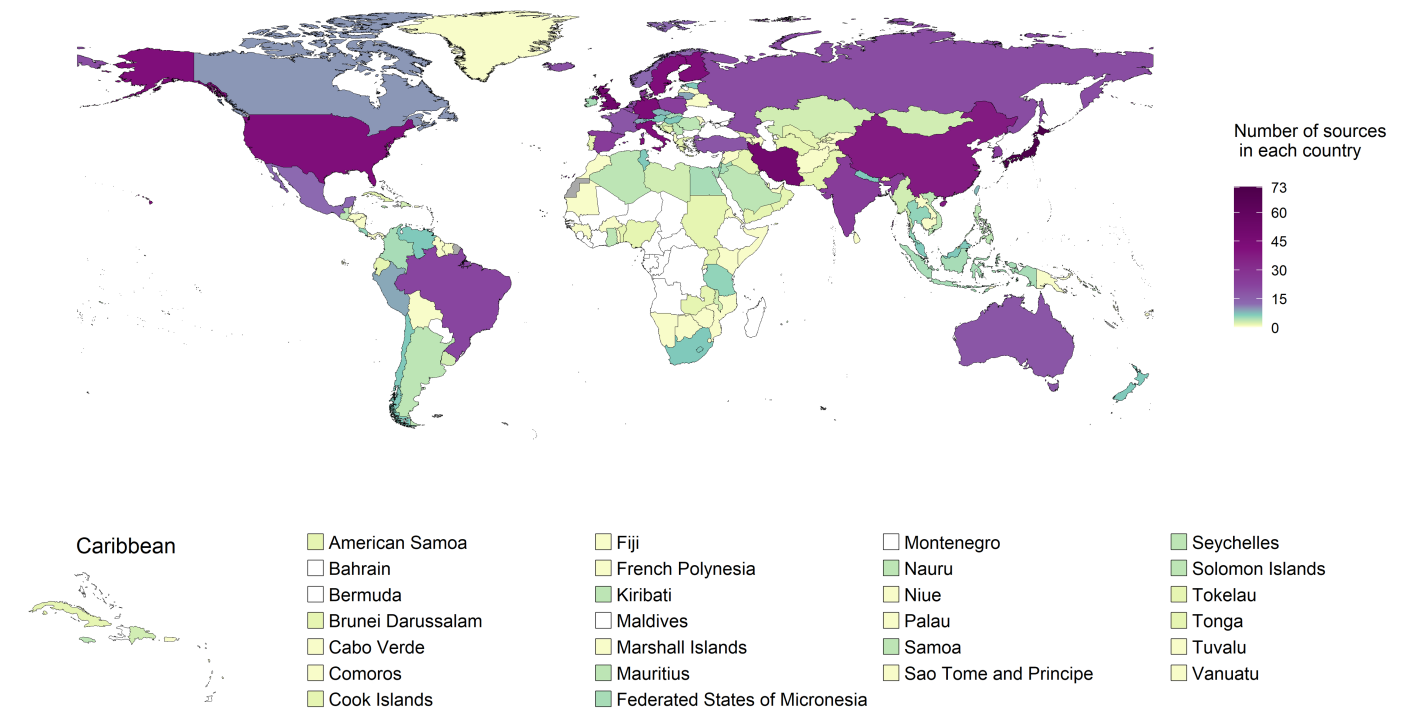 Number of sources
in each country
73
60
45
30
15
0
Caribbean
American Samoa
Bahrain
Bermuda
Brunei Darussalam
Cabo Verde
Comoros
Cook Islands
Fiji
French Polynesia
Kiribati
Maldives
Marshall Islands
Mauritius
Federated States of Micronesia
Montenegro
Nauru
Niue
Palau
Samoa
Sao Tome and Principe
Seychelles
Solomon Islands
Tokelau
Tonga
Tuvalu
Vanuatu